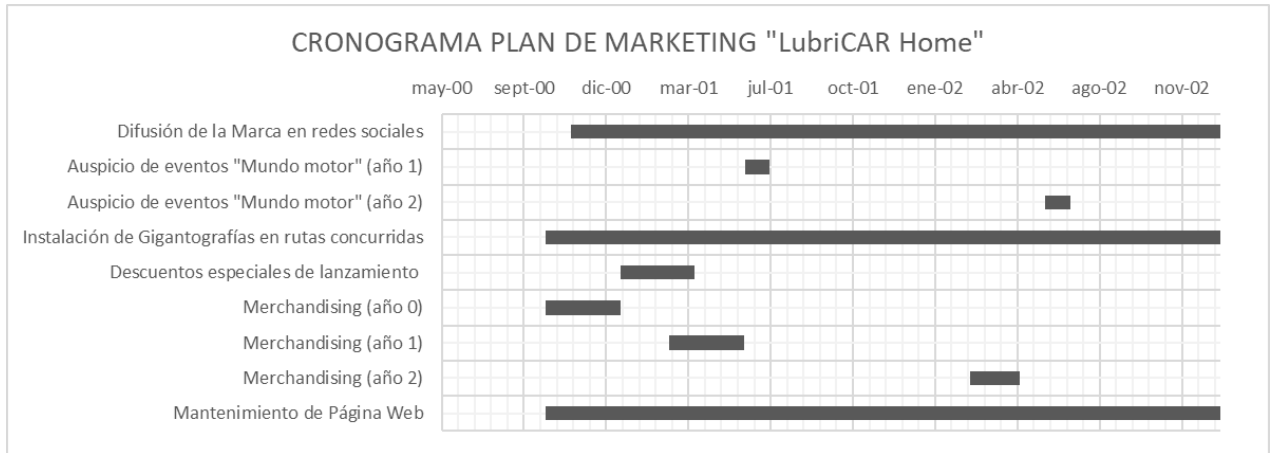 CRONOGRAMA PLAN DE MARKETING "LubriCAR Home"
may-00 sept-00 dic-00 mar-01 jul-01 oct-01 ene-02 abr-02 ago-02 nov-02
Difusión de la Marca en redes sociales
Auspicio de eventos "Mundo motor" (año 1)
Auspicio de eventos "Mundo motor" (año 2)
Instalación de Gigantografías en rutas concurridas
Descuentos especiales de lanzamiento
Merchandising (año 0)
Merchandising (año 1)
Merchandising (año 2)
Mantenimiento de Página Web